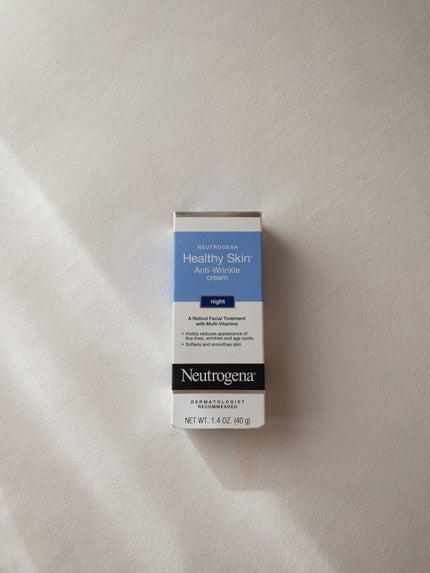 NEUTROGENA
Healthy Skin®
Anti-Wrinkle
cream
night
A Retinol Facial Treatment
with Multi-Vitamins
• Visibly reduces appearance of
fine lines, wrinkles and age spots
• Softens and smoothes skin
Neutrogena®
DERMATOLOGIST
RECOMMENDED
NET WT. 1.4 OZ. (40 g)